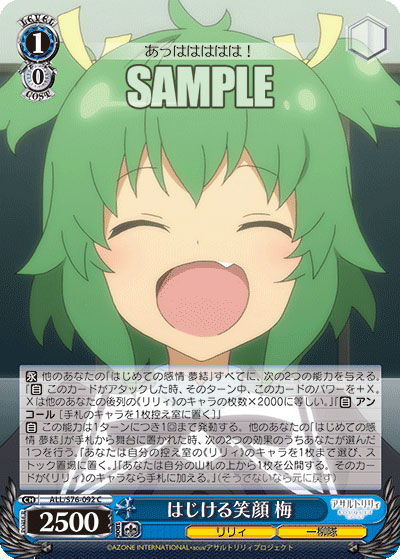 LEVEL
1
0
COST
あっはははははは！
SAMPLE
永 他のあなたの「はじめての感情 夢結」すべてに、次の2つの能力を与える。
『自 このカードがアタックした時、そのターン中、このカードのパワーを＋X。
Xは他のあなたの後列の《リリィ》のキャラの枚数×2000に等しい。』『自 アン
コール ［手札のキャラを1枚控え室に置く］』
自 この能力は1ターンにつき1回まで発動する。他のあなたの「はじめての感
情 夢結」が手札から舞台に置かれた時、次の2つの効果のうちあなたが選んだ
1つを行う。『あなたは自分の控え室の《リリィ》のキャラを1枚まで選び、ス
トック置場に置く。』『あなたは自分の山札の上から1枚を公開する。そのカー
ドが《リリィ》のキャラなら手札に加える。（そうでないなら元に戻す）』
CH
ALL/S76-092 C
はじける笑顔 梅
アサルトリリィ
2500
リリィ
一柳隊
©AZONE INTERNATIONAL・acus/アサルトリリィプロジェクト